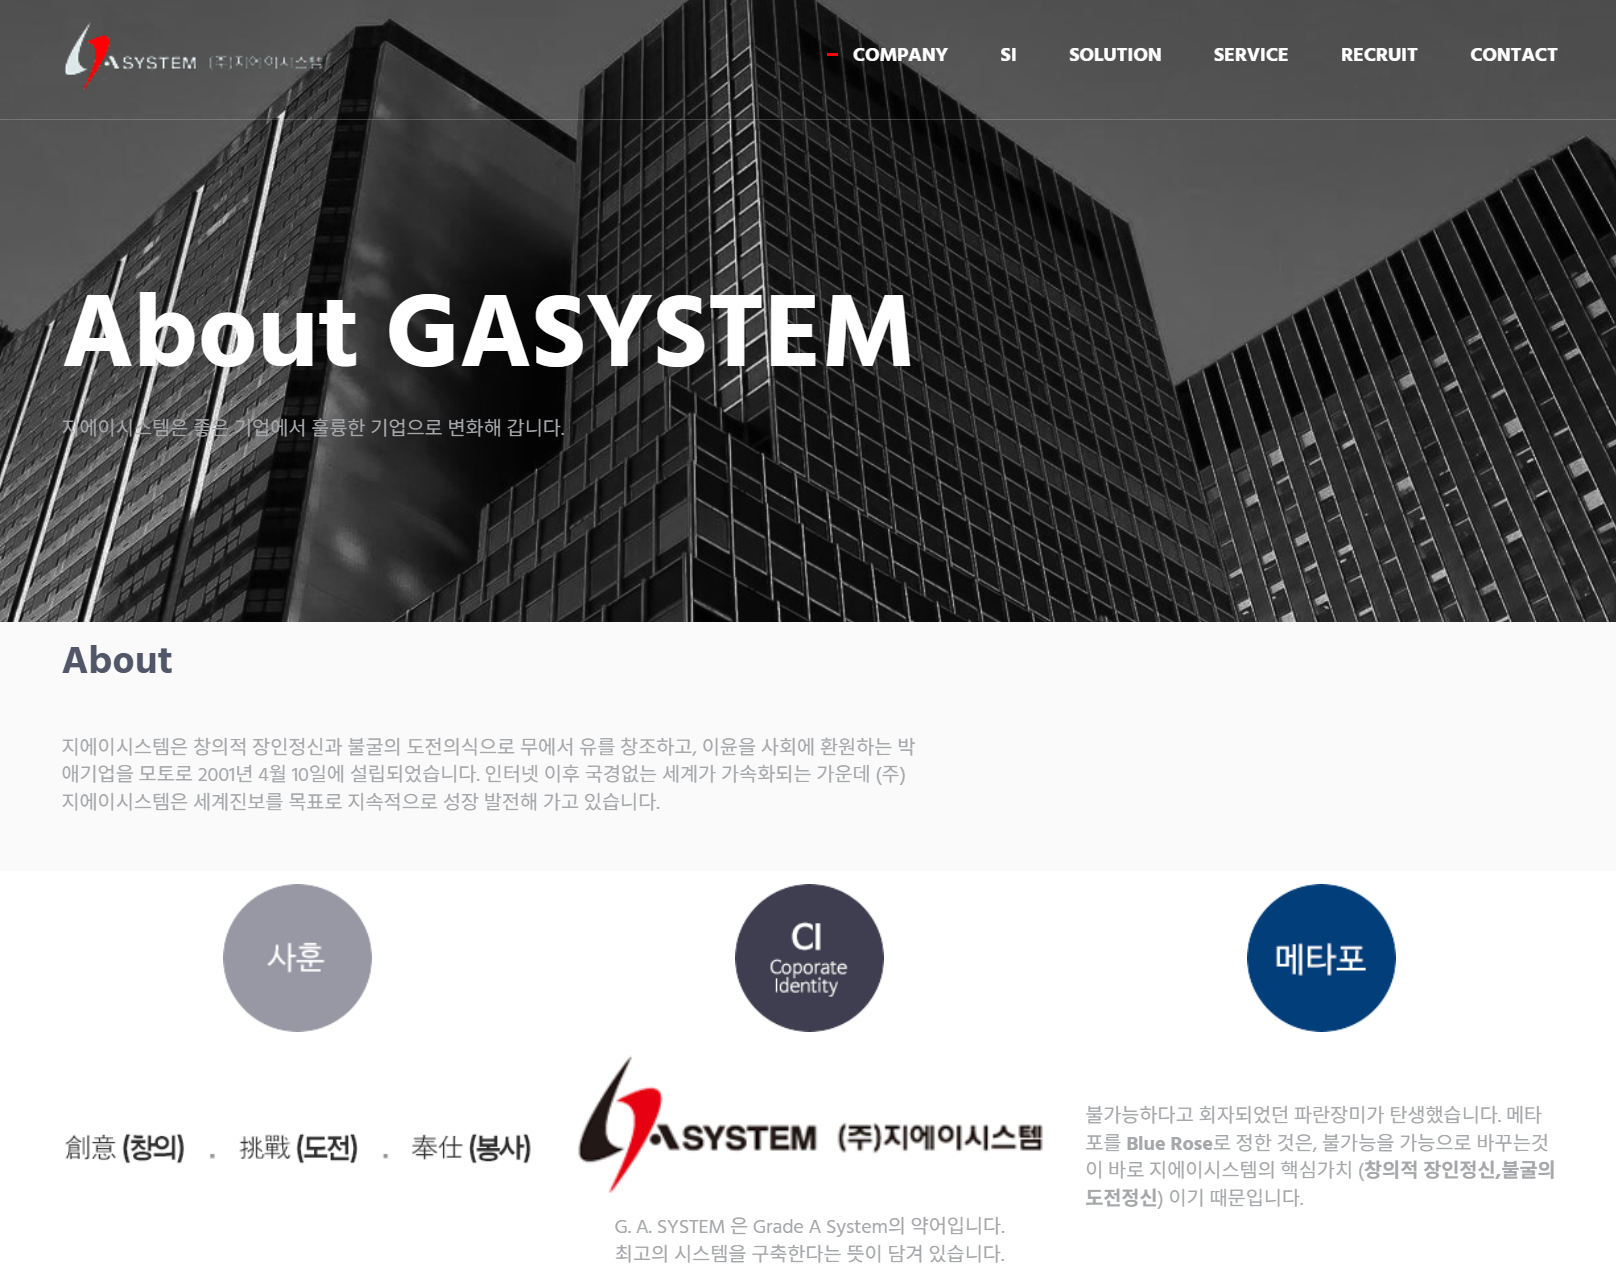 ASYSTEM (주)지에이시스템
COMPANY SI SOLUTION SERVICE RECRUIT CONTACT
About GASYSTEM
지에이시스템은 좋은 기업에서 훌륭한 기업으로 변화해 갑니다.
About
지에이시스템은 창의적 장인정신과 불굴의 도전의식으로 무에서 유를 창조하고, 이윤을 사회에 환원하는 박
애기업을 모토로 2001년 4월 10일에 설립되었습니다. 인터넷 이후 국경없는 세계가 가속화되는 가운데 (주)
지에이시스템은 세계진보를 목표로 지속적으로 성장 발전해 가고 있습니다.
사훈
創意 (창의) . 挑戰 (도전) . 奉仕 (봉사)
CI
Coporate
Identity
ASYSTEM (주)지에이시스템
G. A. SYSTEM 은 Grade A System의 약어입니다.
최고의 시스템을 구축한다는 뜻이 담겨 있습니다.
메타포
불가능하다고 회자되었던 파란장미가 탄생했습니다. 메타
포를 Blue Rose로 정한 것은, 불가능을 가능으로 바꾸는것
이 바로 지에이시스템의 핵심가치 (창의적 장인정신,불굴의
도전정신) 이기 때문입니다.